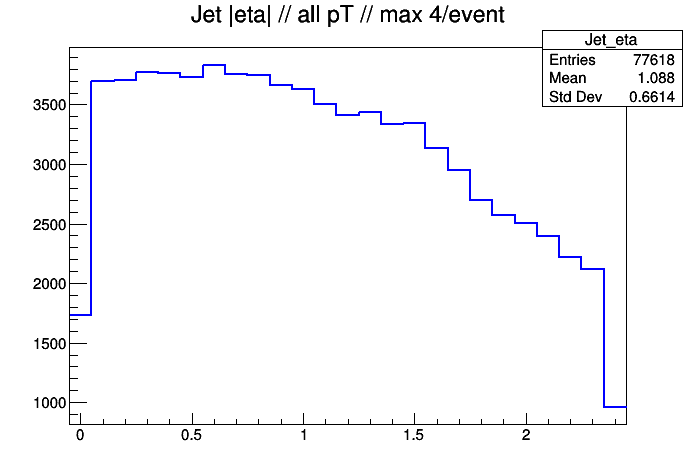 Jet |eta| // all pT // max 4/event
Jet_eta
Entries 77618
Mean 1.088
Std Dev 0.6614
3500
3000
2500
2000
1500
1000
0 0.5 1 1.5 2